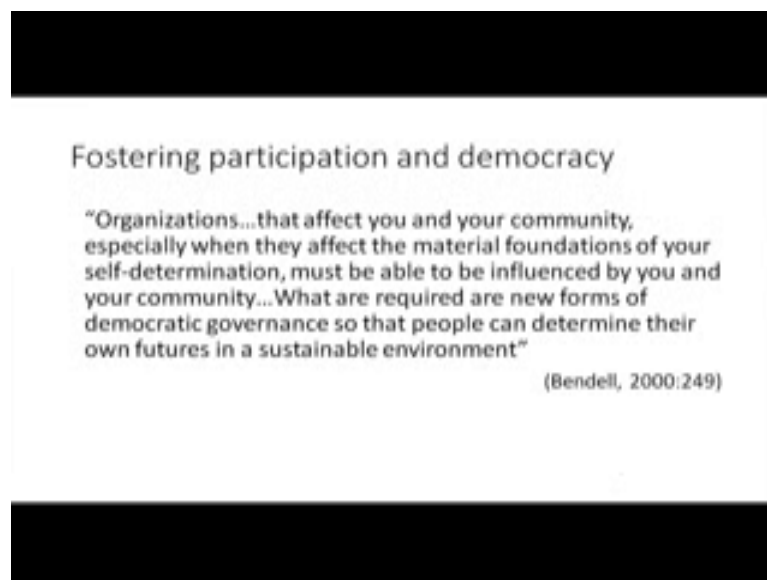 Fostering participation and democracy
“Organizations...that affect you and your community,
especially when they affect the material foundations of your
self-determination, must be able to be influenced by you and
your community...What are required are new forms of
democratic governance so that people can determine their
own futures in a sustainable environment”
(Bendell, 2000:249)